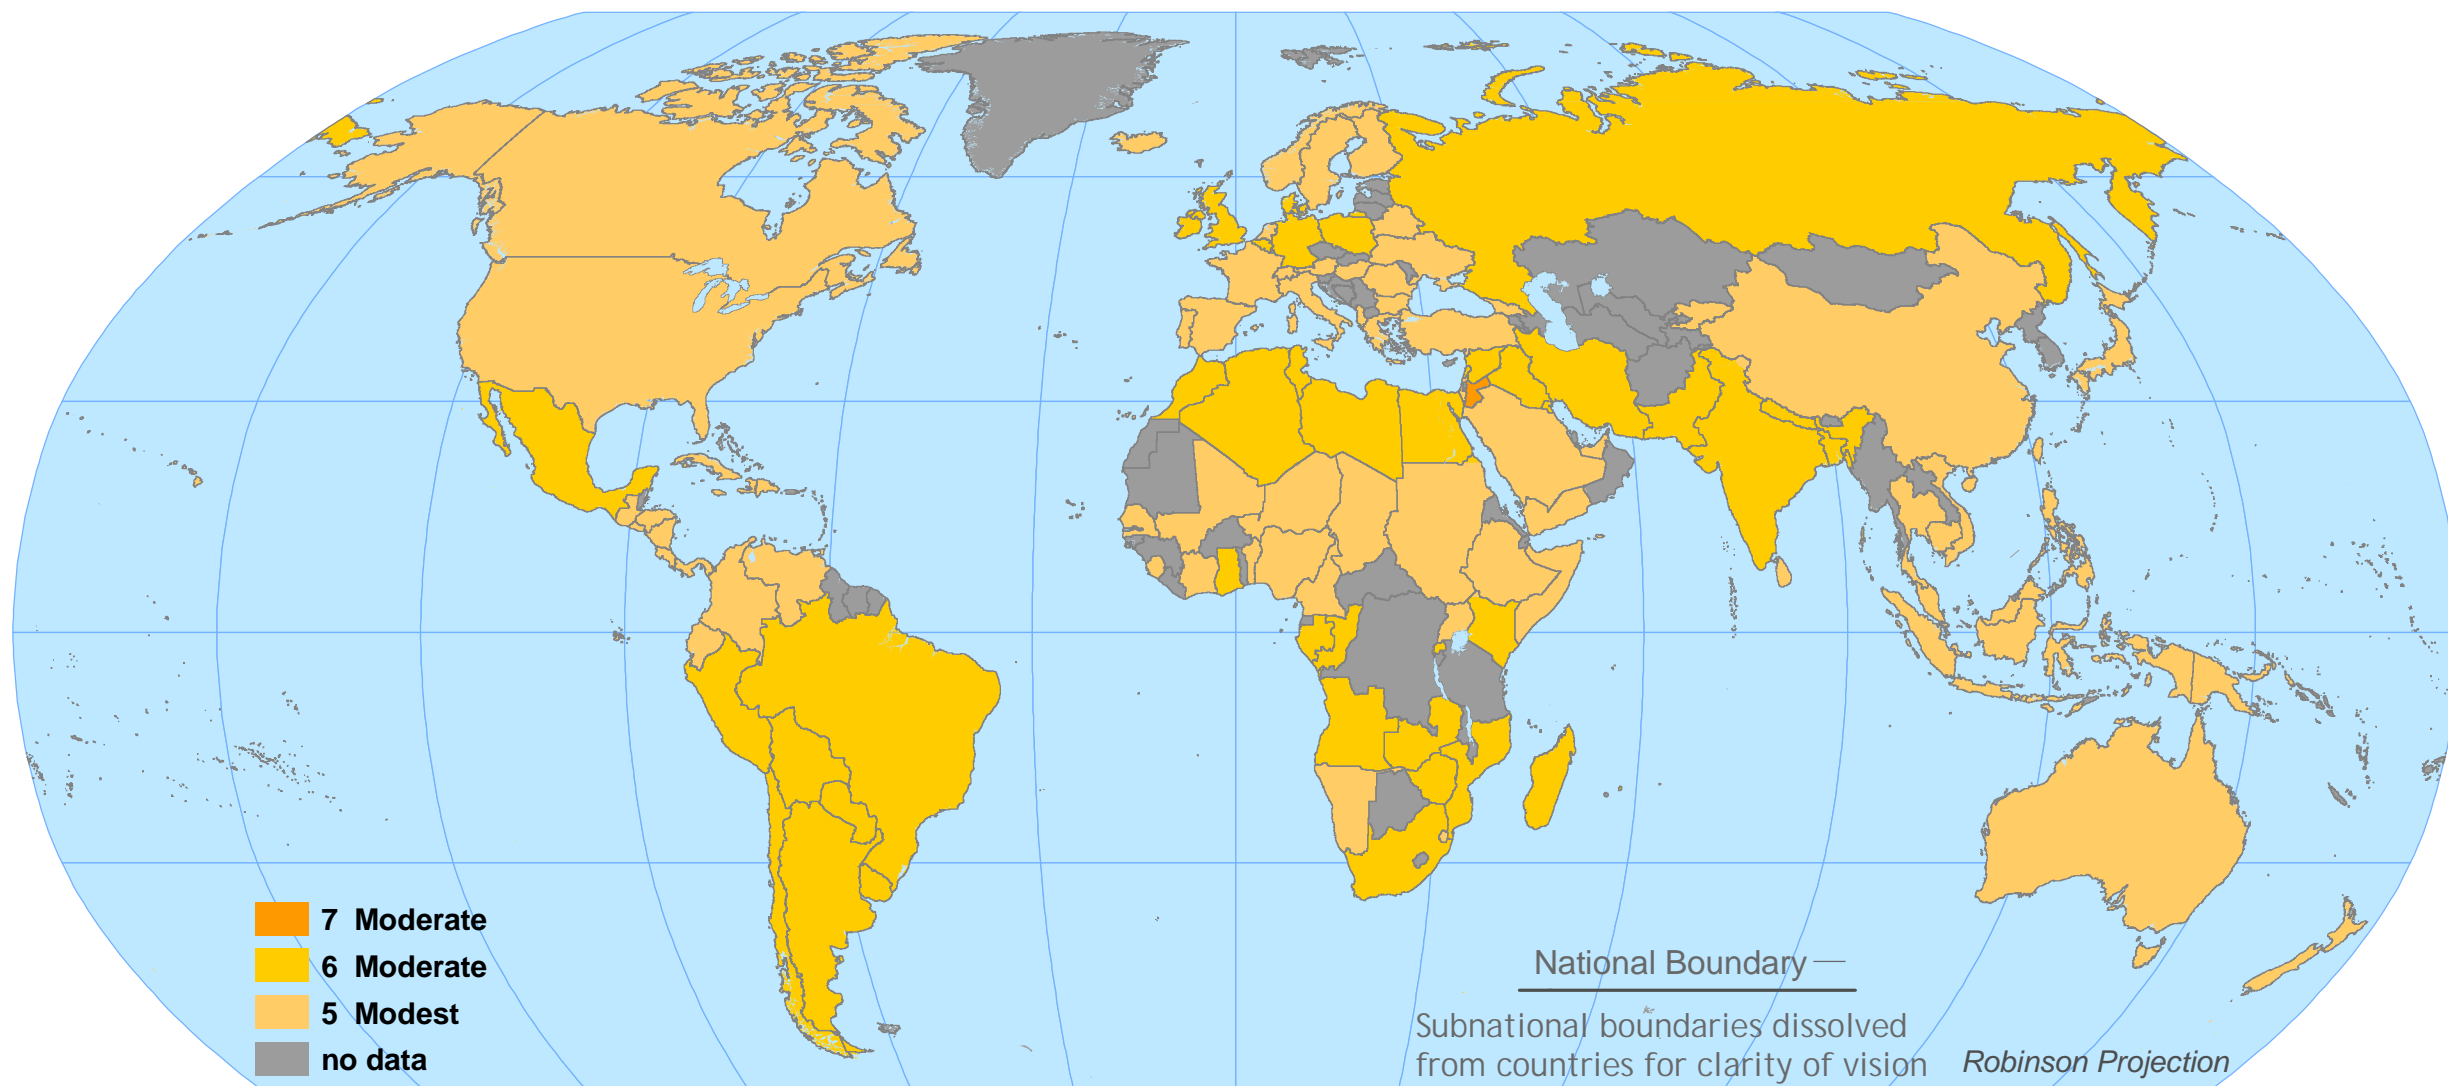 7 Moderate
6 Moderate
5 Modest
no data
National Boundary
Subnational boundaries dissolved
from countries for clarity of vision
Robinson Projection